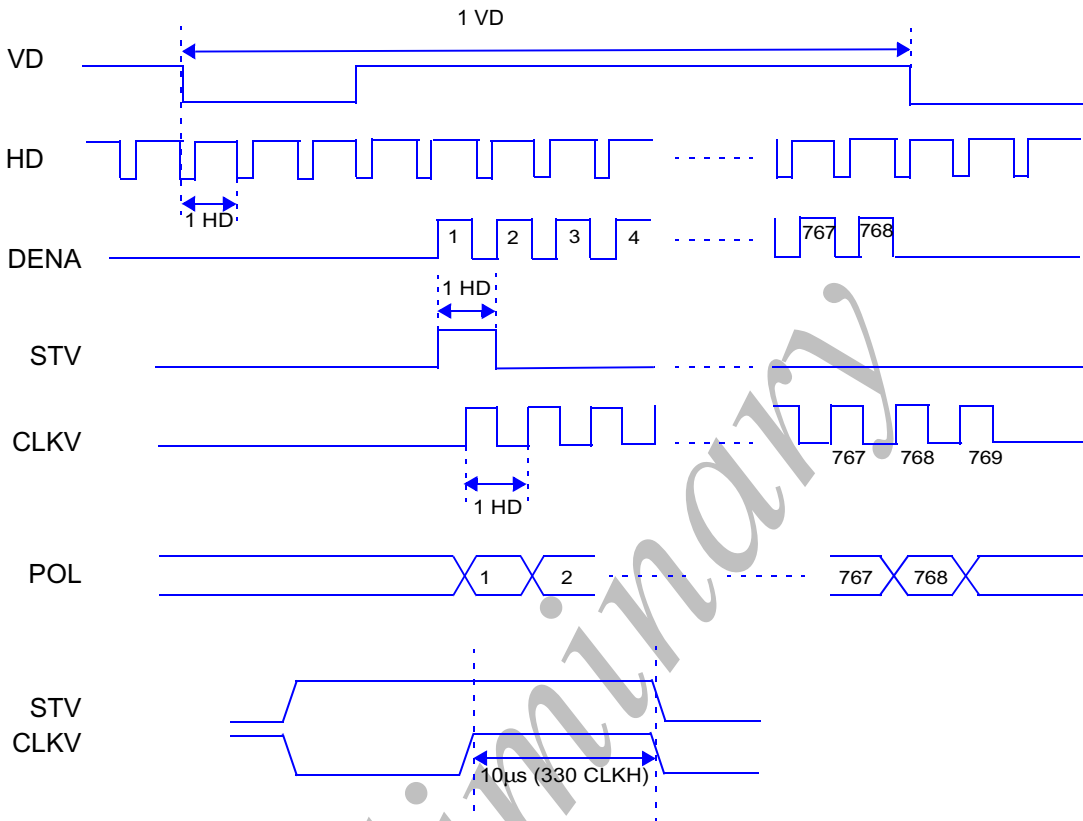 1 VD
VD
HD
1 HD
DENA
1 2 3 4 767 768
1 HD
STV
CLKV
767 768 769
1 HD
POL
1 2 767 768
STV
CLKV
10µs (330 CLKH)
iminary